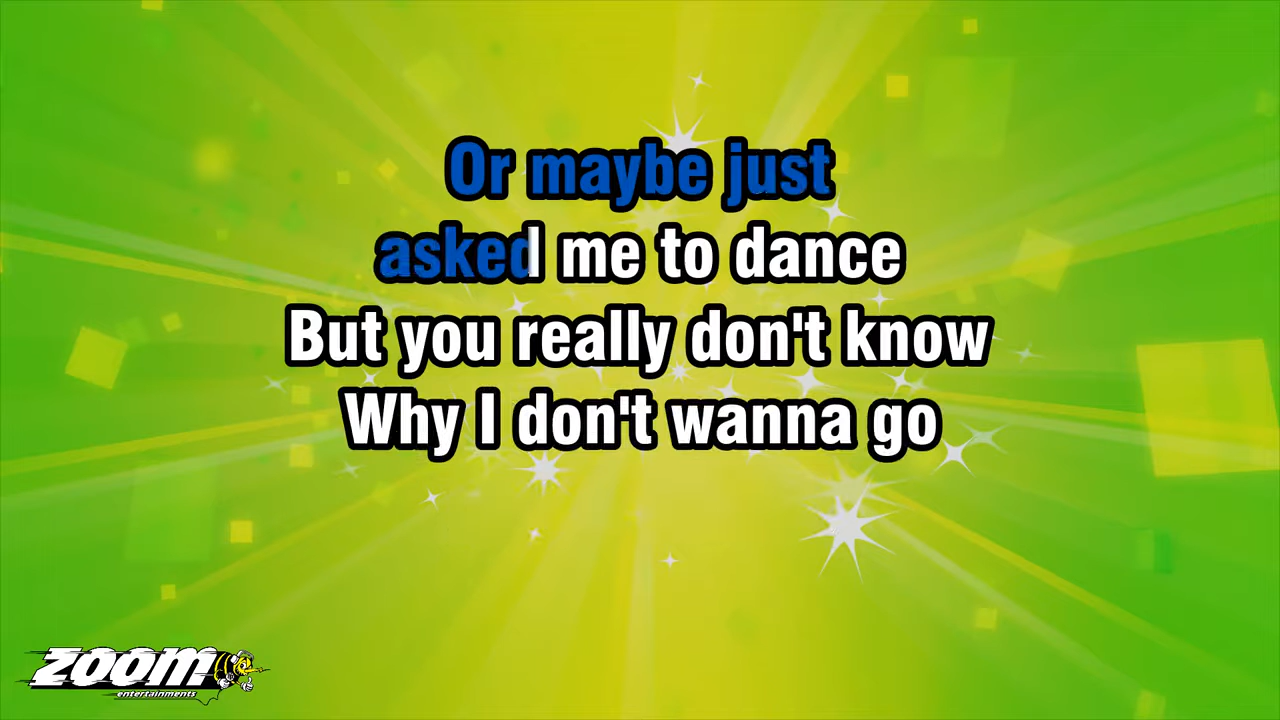 Or maybe just
asked me to dance
But you really don't know
Why I don't wanna go
ZOOM
entertainments